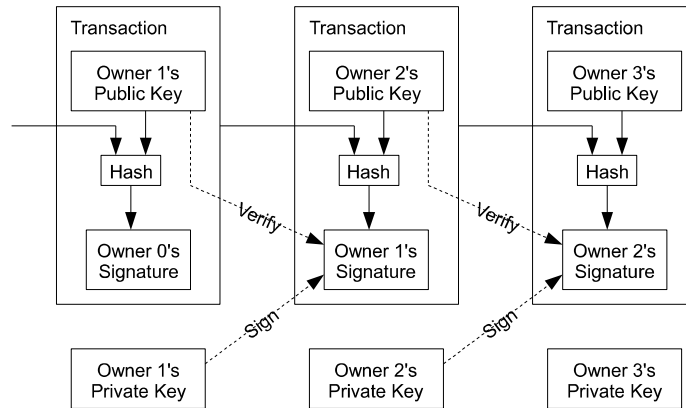 Transaction
Transaction
Transaction
Owner 1's
Public Key
Owner 2's
Public Key
Owner 3's
Public Key
Hash
Hash
Hash
Verify
Verify
Owner 0's
Signature
Owner 1's
Signature
Owner 2's
Signature
Sign
Sign
Owner 1's
Private Key
Owner 2's
Private Key
Owner 3's
Private Key